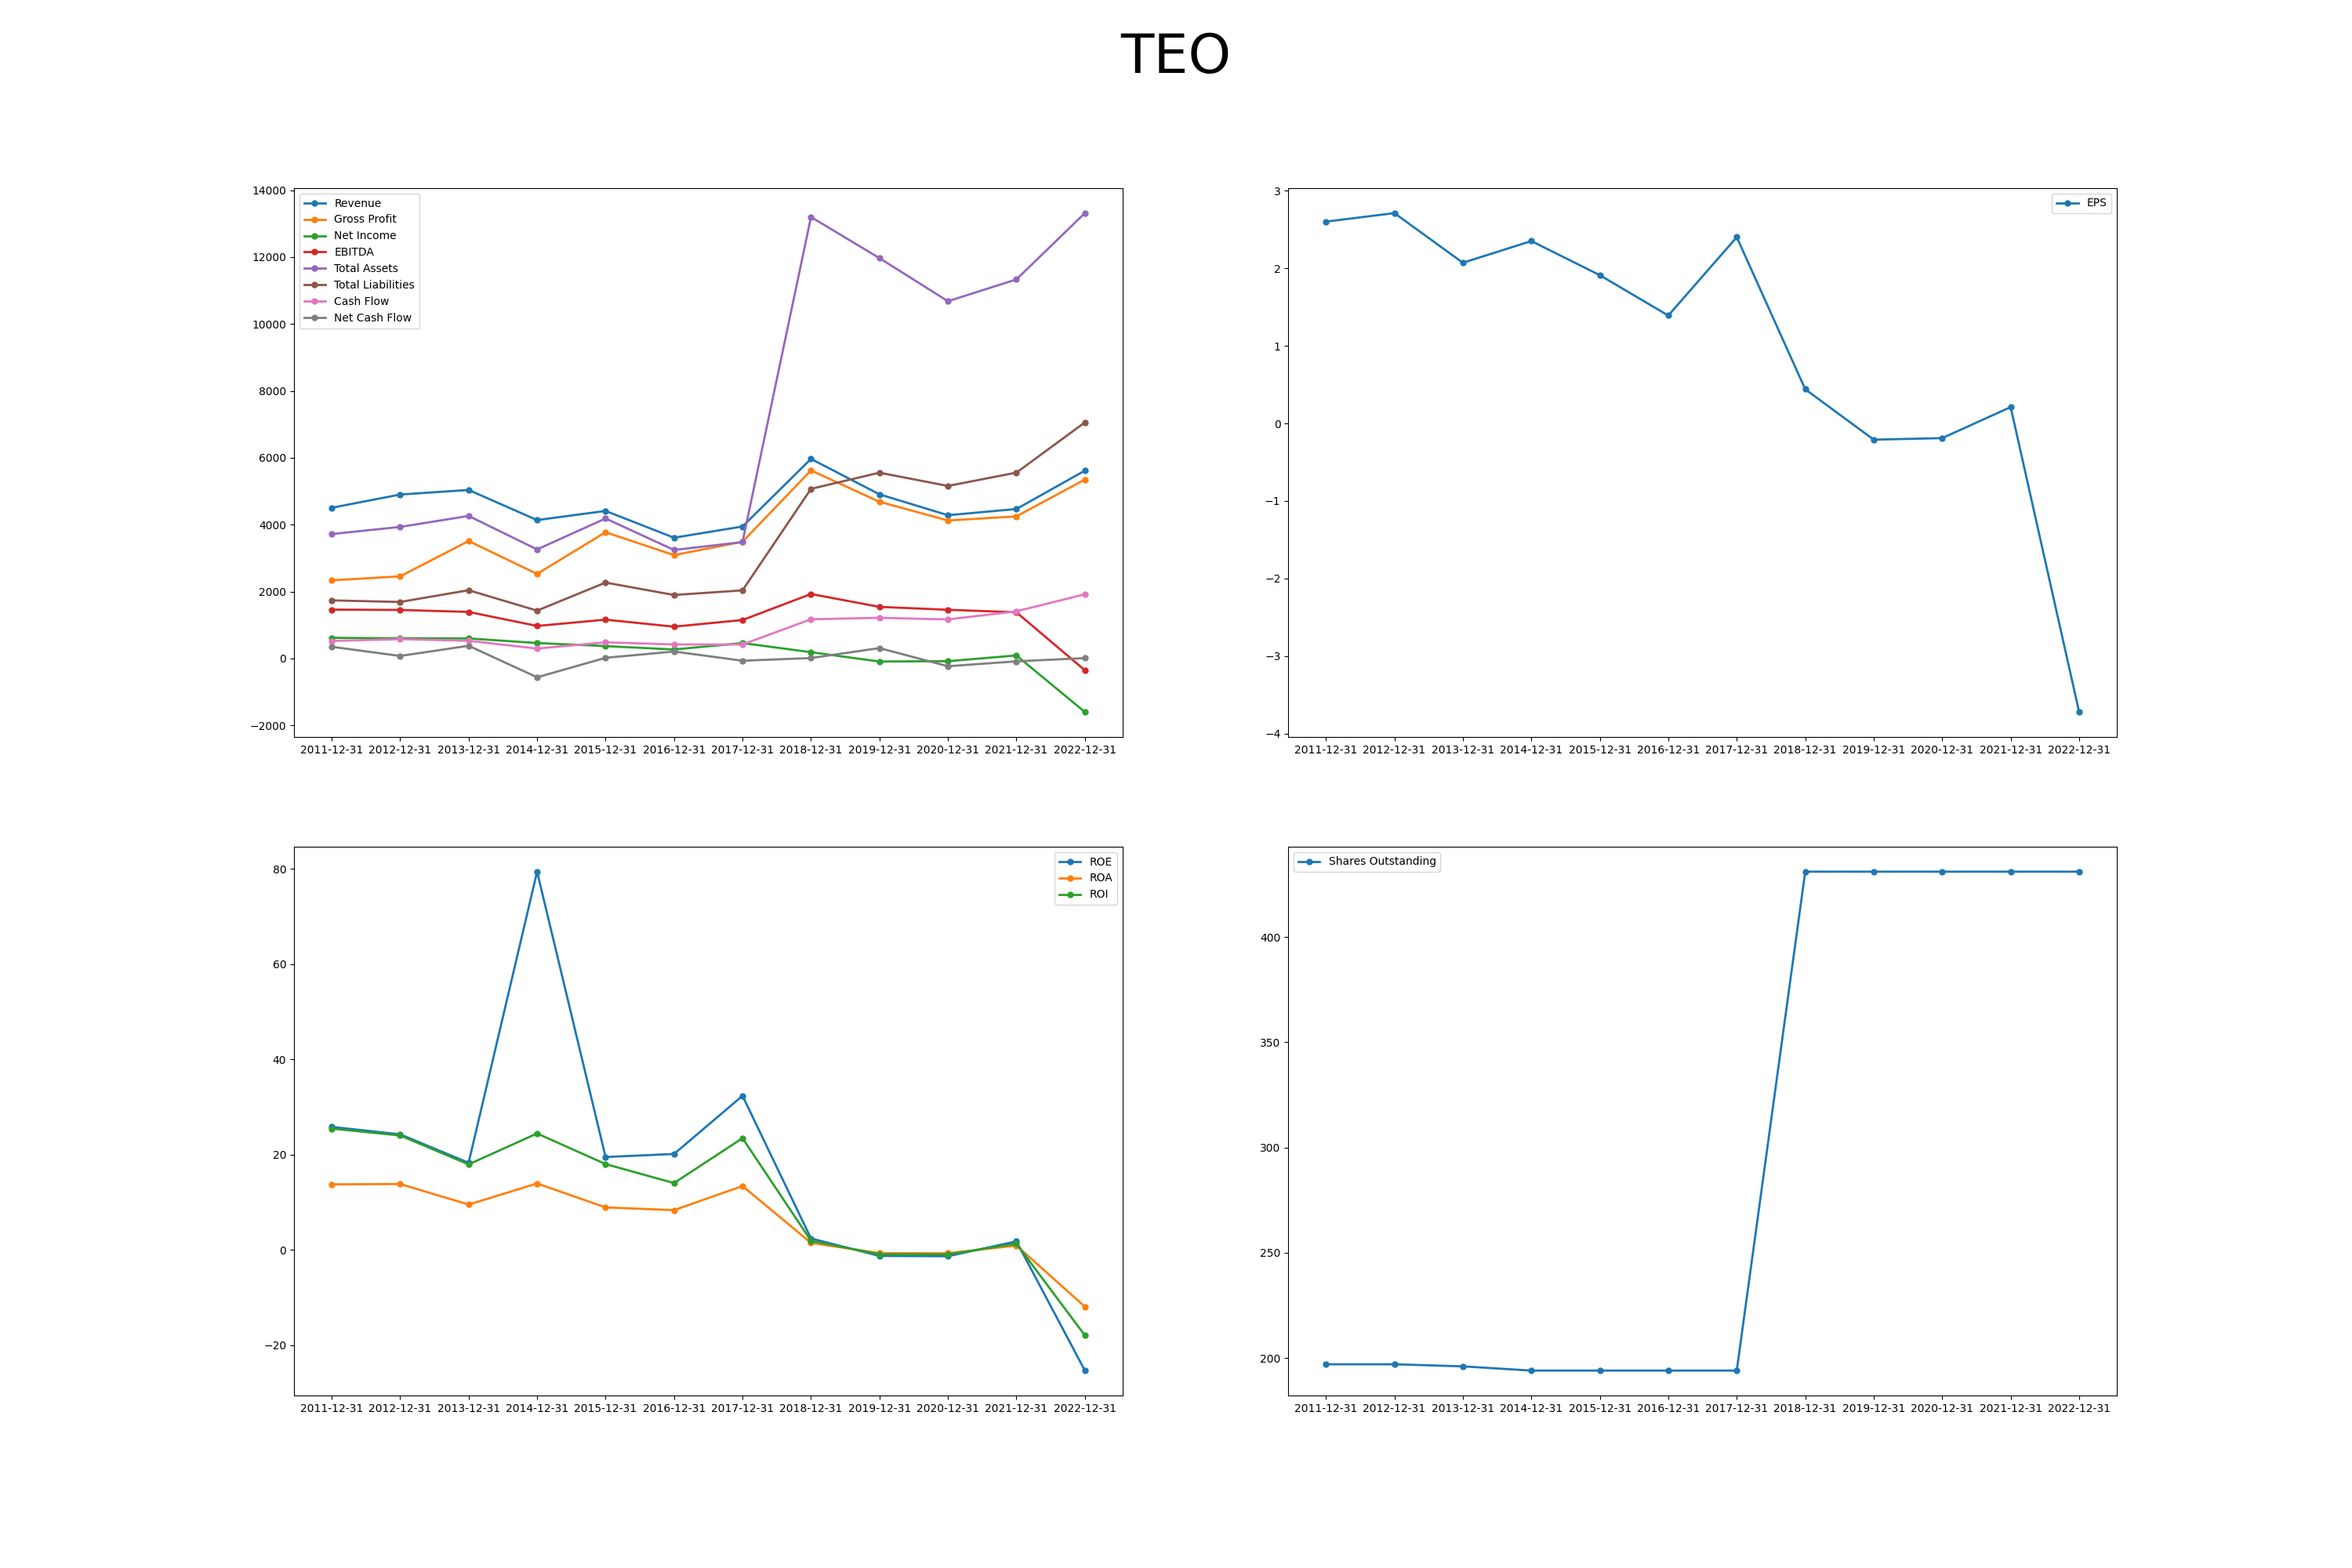 TEO
14000
12000
10000
8000
6000
4000
2000
0
−2000
Revenue
Gross Profit
Net Income
EBITDA
Total Assets
Total Liabilities
Cash Flow
Net Cash Flow
2011-12-31 2012-12-31 2013-12-31 2014-12-31 2015-12-31 2016-12-31 2017-12-31 2018-12-31 2019-12-31 2020-12-31 2021-12-31 2022-12-31
3
2
1
0
−1
−2
−3
−4
EPS
2011-12-31 2012-12-31 2013-12-31 2014-12-31 2015-12-31 2016-12-31 2017-12-31 2018-12-31 2019-12-31 2020-12-31 2021-12-31 2022-12-31
80
60
40
20
0
−20
ROE
ROA
ROI
2011-12-31 2012-12-31 2013-12-31 2014-12-31 2015-12-31 2016-12-31 2017-12-31 2018-12-31 2019-12-31 2020-12-31 2021-12-31 2022-12-31
Shares Outstanding
400
350
300
250
200
2011-12-31 2012-12-31 2013-12-31 2014-12-31 2015-12-31 2016-12-31 2017-12-31 2018-12-31 2019-12-31 2020-12-31 2021-12-31 2022-12-31